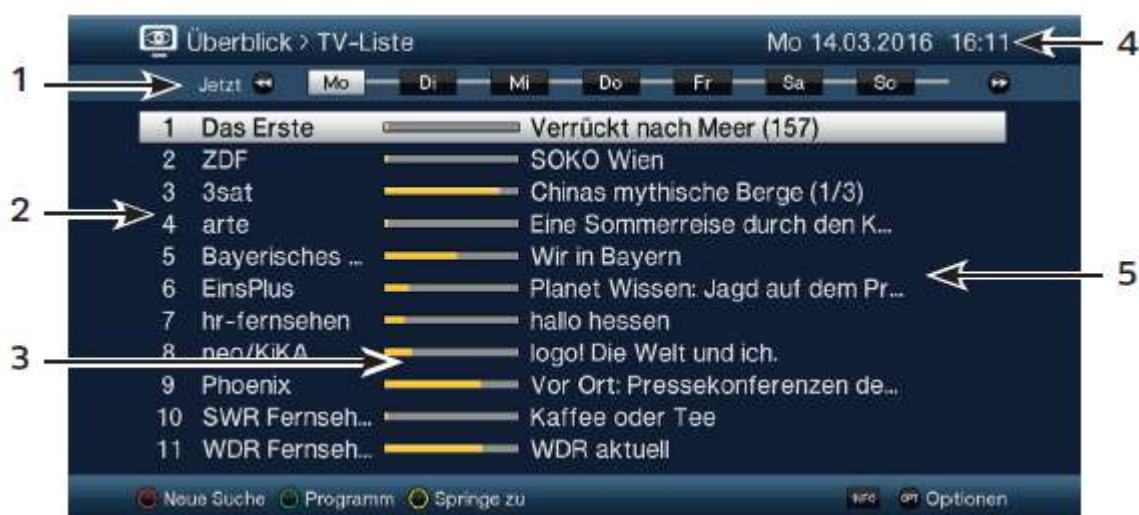 Überblick > TV-Liste Mo 14.03.2016 16:11 4
1 Jetzt Mo Di Mi Do Fr Sa So
1 Das Erste Verrückt nach Meer (157)
2 ZDF SOKO Wien
3 3sat Chinas mythische Berge (1/3)
2
4 arte Eine Sommerreise durch den K...
5 Bayerisches ... Wir in Bayern
5
6 EinsPlus Planet Wissen: Jagd auf dem Pr...
7 hr-fernsehen hallo hessen
3
8 neo/KiKA logo! Die Welt und ich.
9 Phoenix Vor Ort: Pressekonferenzen de...
10 SWR Fernseh... Kaffee oder Tee
11 WDR Fernseh... WDR aktuell
Neue Suche Programm Springe zu INFO OPT Optionen